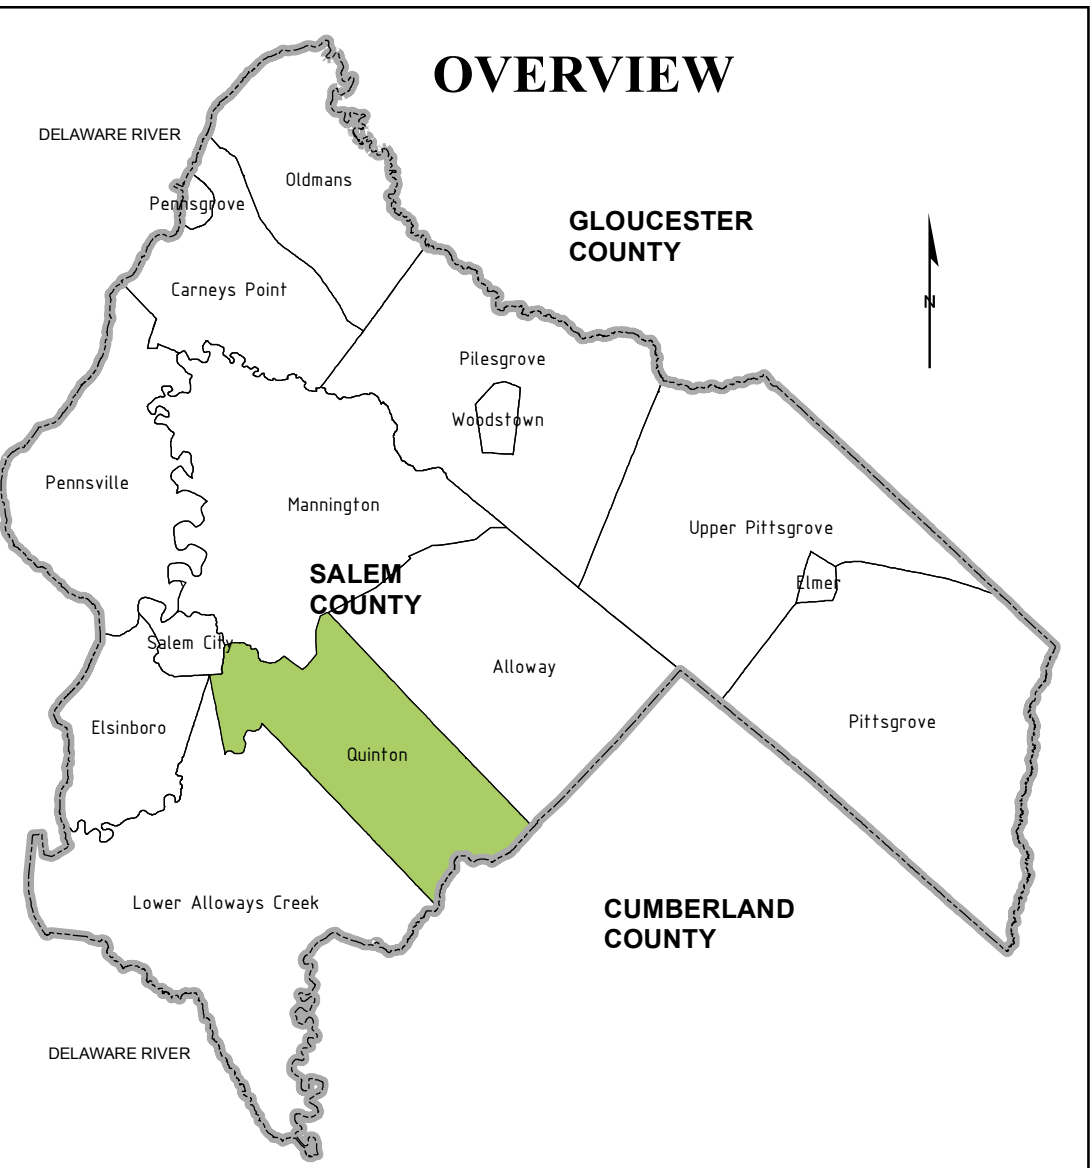 OVERVIEW
DELAWARE RIVER
Oldmans
Pennsgrove
GLOUCESTER
COUNTY
Carneys Point
N
Pilesgrove
Woodstown
Pennsville
Mannington
Upper Pittsgrove
SALEM
COUNTY
Elmer
Salem City
Alloway
Elsinboro
Pittsgrove
Quinton
Lower Alloways Creek
CUMBERLAND
COUNTY
DELAWARE RIVER